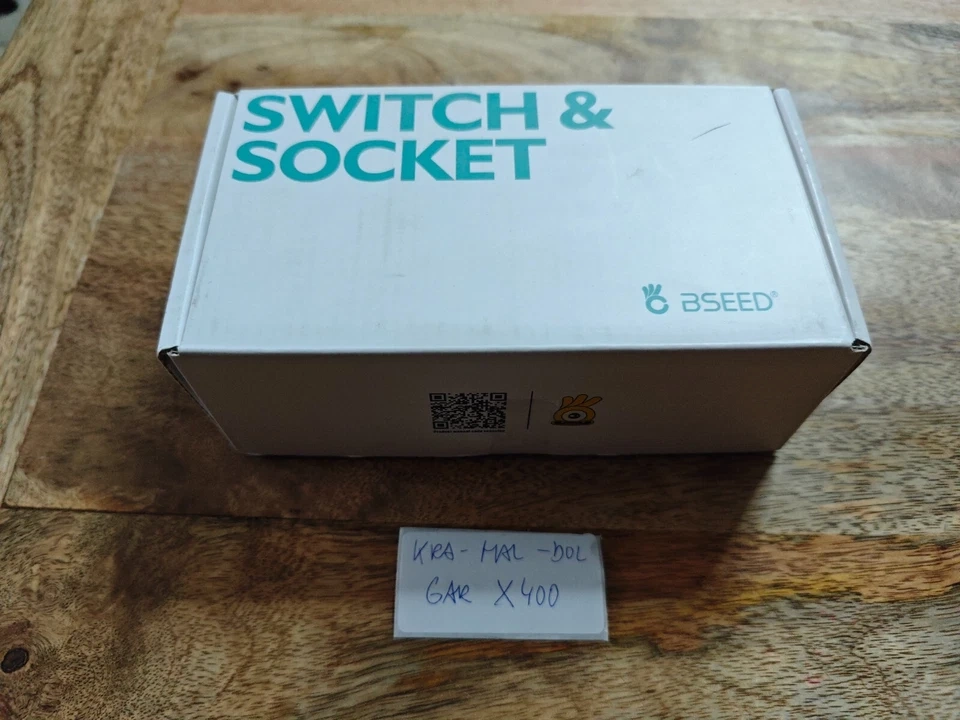 SWITCH &
SOCKET
BSEED®
KRA- MAL -DOL
GAR X400